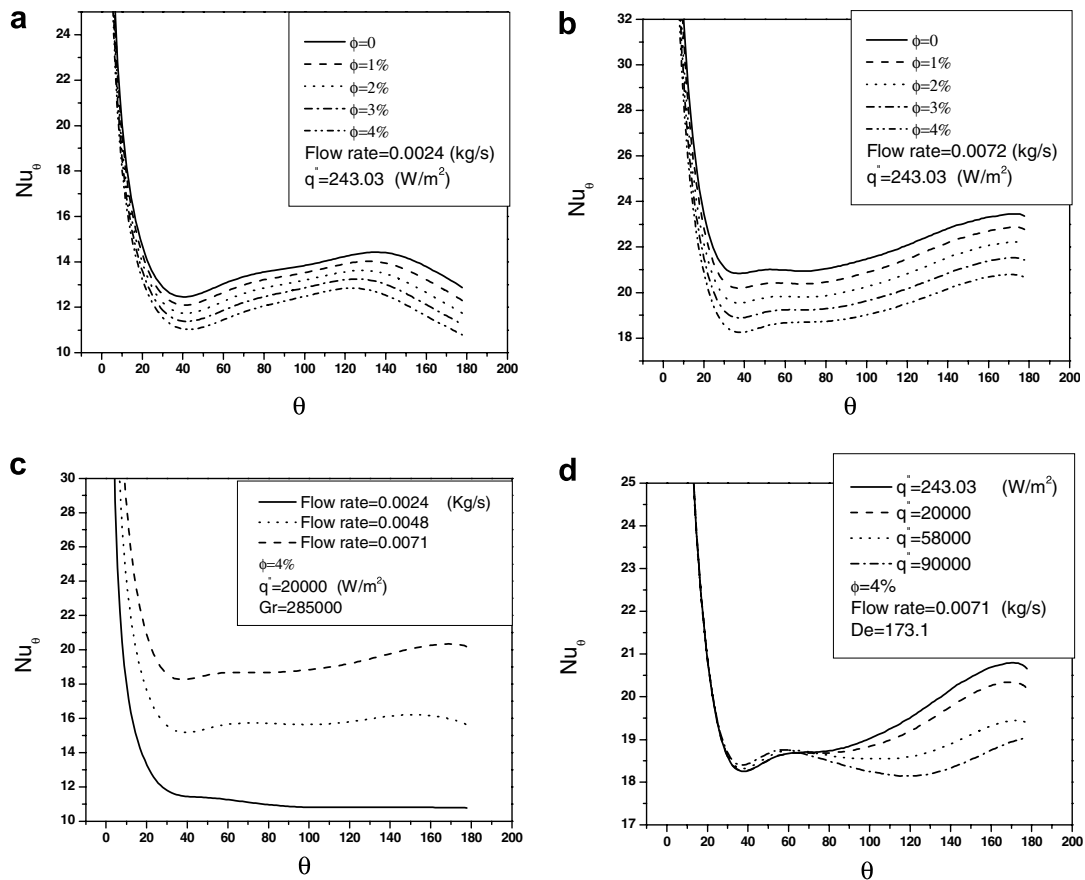 a
24
22
20
18
16
14
12
10
0 20 40 60 80 100 120 140 160 180 200
Nu_θ
θ
ϕ=0
ϕ=1%
ϕ=2%
ϕ=3%
ϕ=4%
Flow rate=0.0024 (kg/s)
q"=243.03 (W/m²)
b
32
30
28
26
24
22
20
18
0 20 40 60 80 100 120 140 160 180 200
Nu_θ
θ
ϕ=0
ϕ=1%
ϕ=2%
ϕ=3%
ϕ=4%
Flow rate=0.0072 (kg/s)
q"=243.03 (W/m²)
c
30
28
26
24
22
20
18
16
14
12
10
0 20 40 60 80 100 120 140 160 180 200
Nu_θ
θ
Flow rate=0.0024 (Kg/s)
Flow rate=0.0048
Flow rate=0.0071
ϕ=4%
q"=20000 (W/m²)
Gr=285000
d
25
24
23
22
21
20
19
18
17
0 20 40 60 80 100 120 140 160 180 200
Nu_θ
θ
q"=243.03 (W/m²)
q"=20000
q"=58000
q"=90000
ϕ=4%
Flow rate=0.0071 (kg/s)
De=173.1